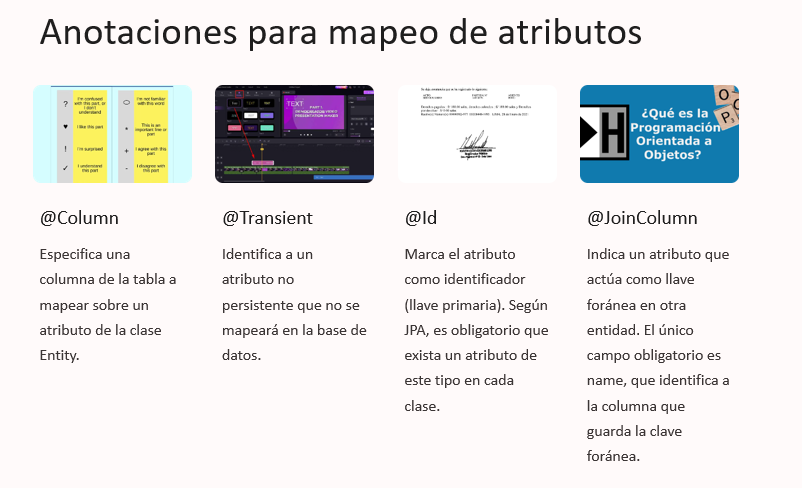 Anotaciones para mapeo de atributos
?
I'm confused
with this part, or
I don't
understand
I'm not familiar
with this word
I like this part
*
This is an
important line or
part
!
I'm surprised
+
I agree with this
part
I understand
part
-
I disagree with
this part
TEXT
PART 1
PRESENTATION MAKER
¿Qué es la
Programación
Orientada a
Objetos?
H
O
P
@Column
Especifica una
columna de la tabla a
mapear sobre un
atributo de la clase
Entity.
@Transient
Identifica a un
atributo no
persistente que no se
mapeará en la base de
datos.
@Id
Marca el atributo
como identificador
(llave primaria). Según
JPA, es obligatorio que
exista un atributo de
este tipo en cada
clase.
@JoinColumn
Indica un atributo que
actúa como llave
foránea en otra
entidad. El único
campo obligatorio es
name, que identifica a
la columna que
guarda la clave
foránea.